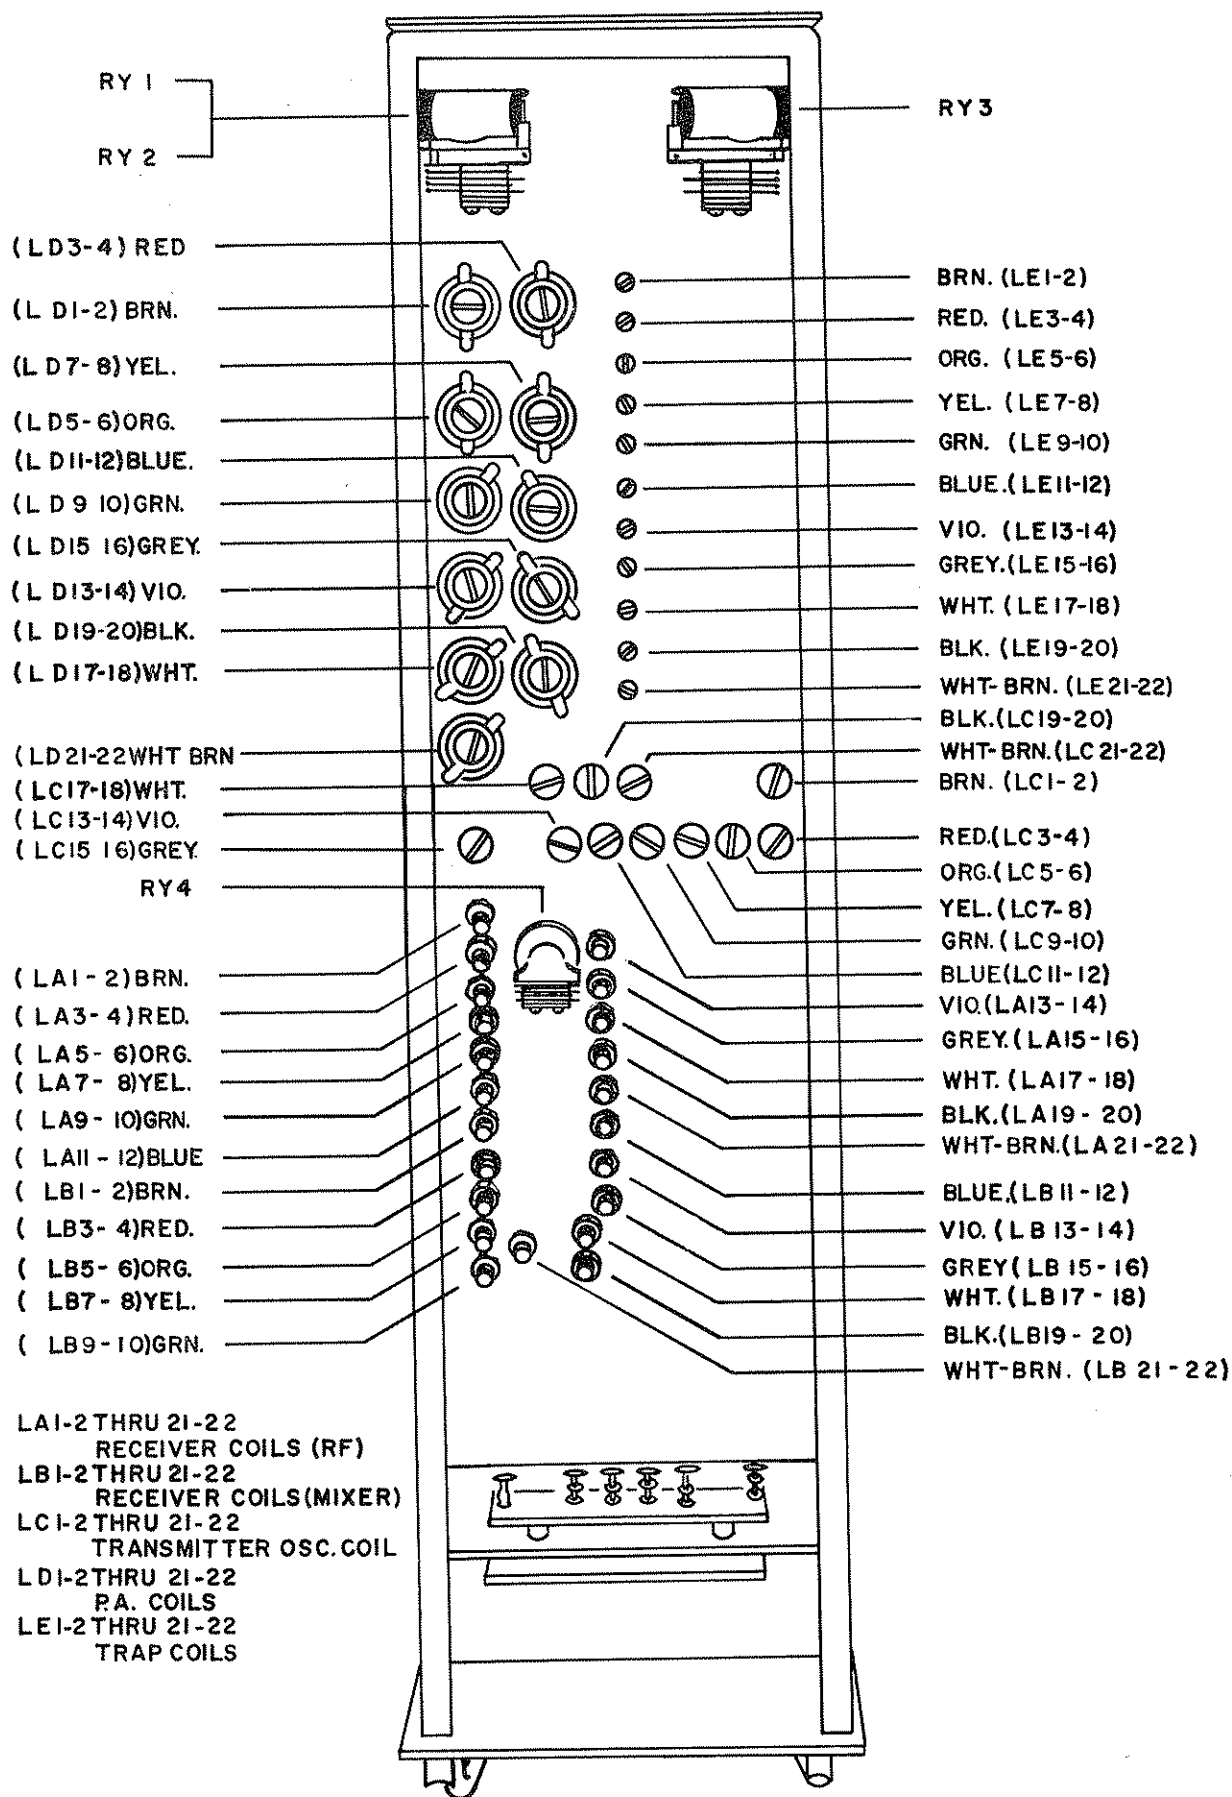 RY 1
RY 2
RY 3
(LD3-4) RED
(L D1-2) BRN.
(L D7-8) YEL.
(L D5-6) ORG.
(L D11-12) BLUE.
(L D 9 10) GRN.
(L D15 16) GREY.
(L D13-14) VIO.
(L D19-20) BLK.
(L D17-18) WHT.
(LD21-22 WHT BRN
(LC17-18) WHT.
(LC13-14) VIO.
(LC15 16) GREY
RY4
(LA1-2) BRN.
(LA3-4) RED.
(LA5-6) ORG.
(LA7-8) YEL.
(LA9-10) GRN.
(LA11-12) BLUE
(LB1-2) BRN.
(LB3-4) RED.
(LB5-6) ORG.
(LB7-8) YEL.
(LB9-10) GRN.
BRN. (LE1-2)
RED. (LE3-4)
ORG. (LE5-6)
YEL. (LE7-8)
GRN. (LE9-10)
BLUE. (LE11-12)
VIO. (LE13-14)
GREY. (LE15-16)
WHT. (LE17-18)
BLK. (LE19-20)
WHT-BRN. (LE21-22)
BLK. (LC19-20)
WHT-BRN. (LC21-22)
BRN. (LC1-2)
RED. (LC3-4)
ORG. (LC5-6)
YEL. (LC7-8)
GRN. (LC9-10)
BLUE (LC11-12)
VIO. (LA13-14)
GREY. (LA15-16)
WHT. (LA17-18)
BLK. (LA19-20)
WHT-BRN. (LA21-22)
BLUE. (LB11-12)
VIO. (LB13-14)
GREY (LB15-16)
WHT. (LB17-18)
BLK. (LB19-20)
WHT-BRN. (LB 21-22)
LA1-2 THRU 21-22
RECEIVER COILS (RF)
LB1-2 THRU 21-22
RECEIVER COILS (MIXER)
LC1-2 THRU 21-22
TRANSMITTER OSC. COIL
LD1-2 THRU 21-22
P.A. COILS
LE1-2 THRU 21-22
TRAP COILS